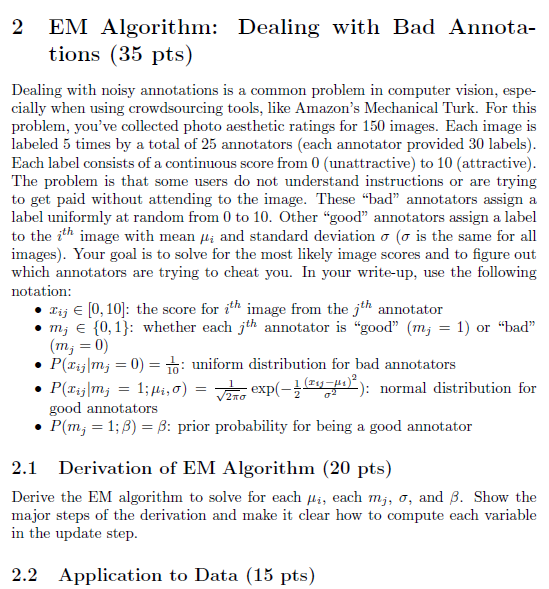 2 EM Algorithm: Dealing with Bad Annota-
tions (35 pts)
Dealing with noisy annotations is a common problem in computer vision, espe-
cially when using crowdsourcing tools, like Amazon's Mechanical Turk. For this
problem, you've collected photo aesthetic ratings for 150 images. Each image is
labeled 5 times by a total of 25 annotators (each annotator provided 30 labels).
Each label consists of a continuous score from 0 (unattractive) to 10 (attractive).
The problem is that some users do not understand instructions or are trying
to get paid without attending to the image. These “bad” annotators assign a
label uniformly at random from 0 to 10. Other “good” annotators assign a label
to the i^{th} image with mean μ_i and standard deviation σ (σ is the same for all
images). Your goal is to solve for the most likely image scores and to figure out
which annotators are trying to cheat you. In your write-up, use the following
notation:
• x_{ij} ∈ [0, 10]: the score for i^{th} image from the j^{th} annotator
• m_j ∈ {0, 1}: whether each j^{th} annotator is “good” (m_j = 1) or “bad”
(m_j = 0)
• P(x_{ij}|m_j = 0) = \frac{1}{10}: uniform distribution for bad annotators
• P(x_{ij}|m_j = 1; μ_i, σ) = \frac{1}{\sqrt{2π}σ} exp(−\frac{1}{2}\frac{(x_{ij}−μ_i)^2}{σ^2}): normal distribution for
good annotators
• P(m_j = 1; β) = β: prior probability for being a good annotator
2.1 Derivation of EM Algorithm (20 pts)
Derive the EM algorithm to solve for each μ_i, each m_j, σ, and β. Show the
major steps of the derivation and make it clear how to compute each variable
in the update step.
2.2 Application to Data (15 pts)